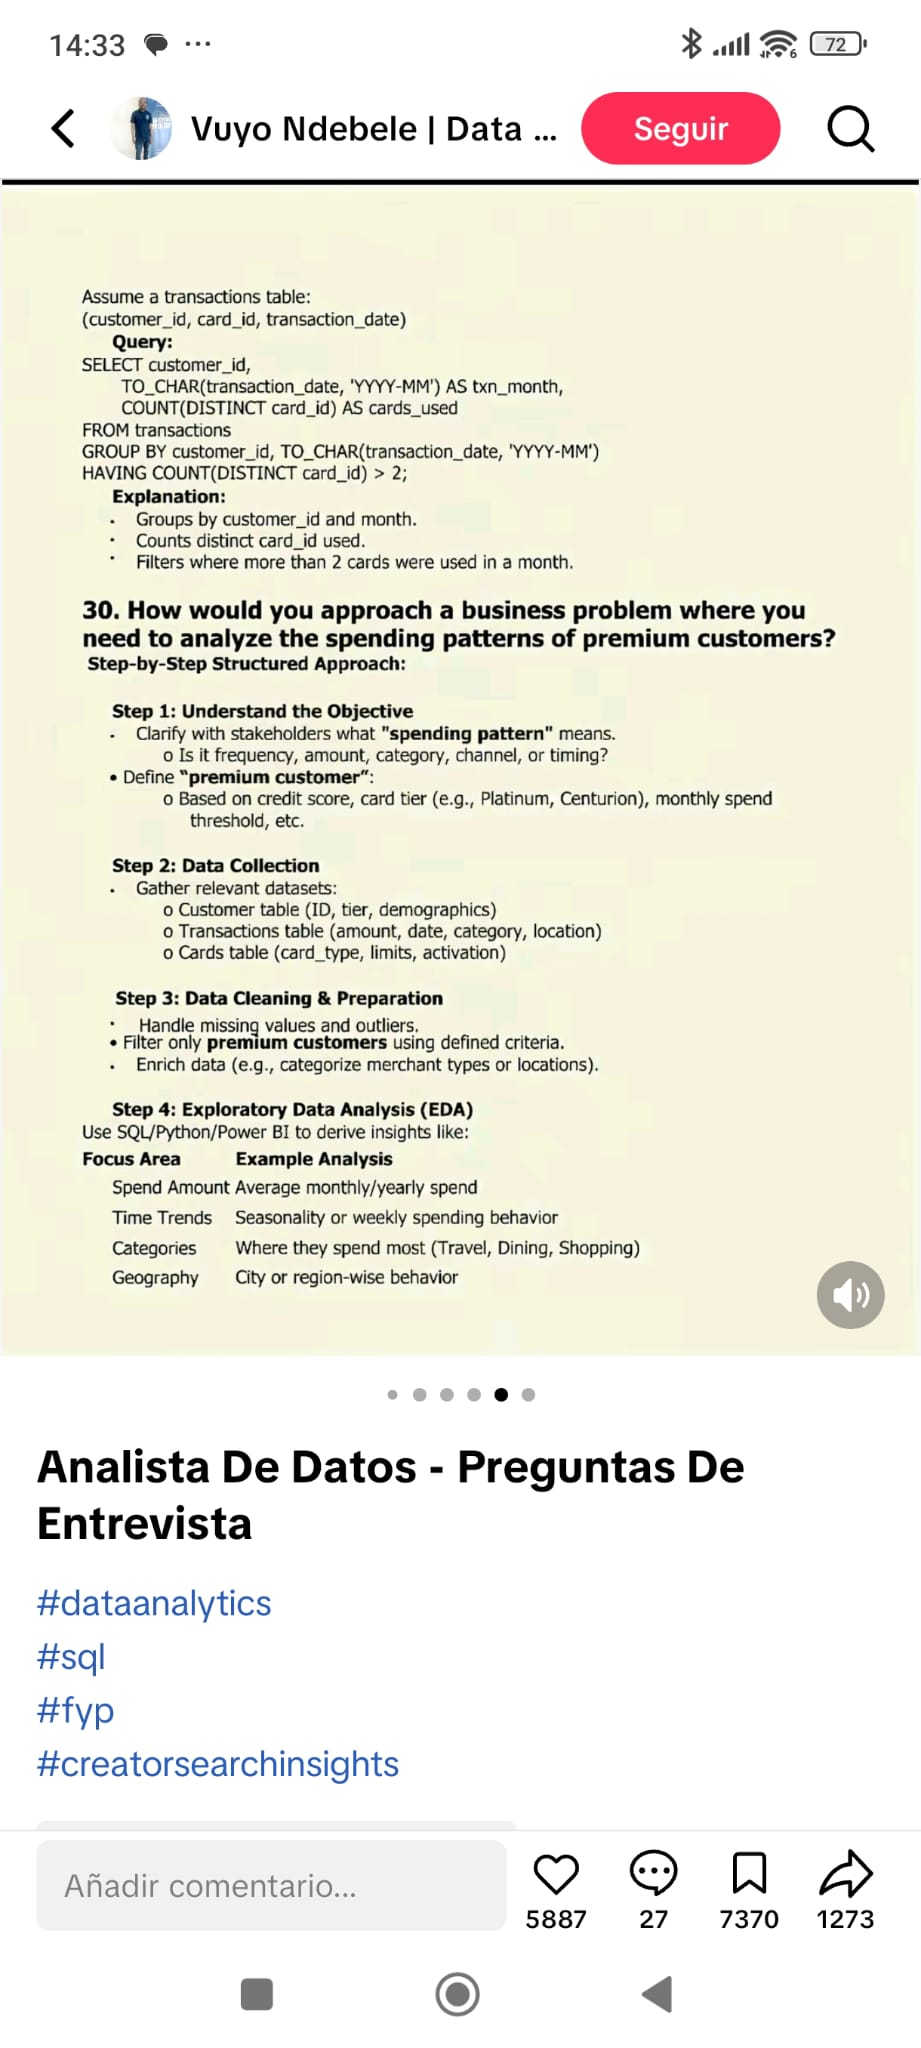 14:33 ...
72
6
Vuyo Ndebele | Data ...
Seguir
Assume a transactions table:
(customer_id, card_id, transaction_date)
Query:
SELECT customer_id,
TO_CHAR(transaction_date, 'YYYY-MM') AS txn_month,
COUNT(DISTINCT card_id) AS cards_used
FROM transactions
GROUP BY customer_id, TO_CHAR(transaction_date, 'YYYY-MM')
HAVING COUNT(DISTINCT card_id) > 2;
Explanation:
· Groups by customer_id and month.
· Counts distinct card_id used.
· Filters where more than 2 cards were used in a month.
30. How would you approach a business problem where you
need to analyze the spending patterns of premium customers?
Step-by-Step Structured Approach:
Step 1: Understand the Objective
· Clarify with stakeholders what "spending pattern" means.
o Is it frequency, amount, category, channel, or timing?
• Define “premium customer”:
o Based on credit score, card tier (e.g., Platinum, Centurion), monthly spend
threshold, etc.
Step 2: Data Collection
· Gather relevant datasets:
o Customer table (ID, tier, demographics)
o Transactions table (amount, date, category, location)
o Cards table (card_type, limits, activation)
Step 3: Data Cleaning & Preparation
· Handle missing values and outliers.
• Filter only premium customers using defined criteria.
· Enrich data (e.g., categorize merchant types or locations).
Step 4: Exploratory Data Analysis (EDA)
Use SQL/Python/Power BI to derive insights like:
Focus Area Example Analysis
Spend Amount Average monthly/yearly spend
Time Trends Seasonality or weekly spending behavior
Categories Where they spend most (Travel, Dining, Shopping)
Geography City or region-wise behavior
Analista De Datos - Preguntas De
Entrevista
#dataanalytics
#sql
#fyp
#creatorsearchinsights
Añadir comentario...
5887
27
7370
1273